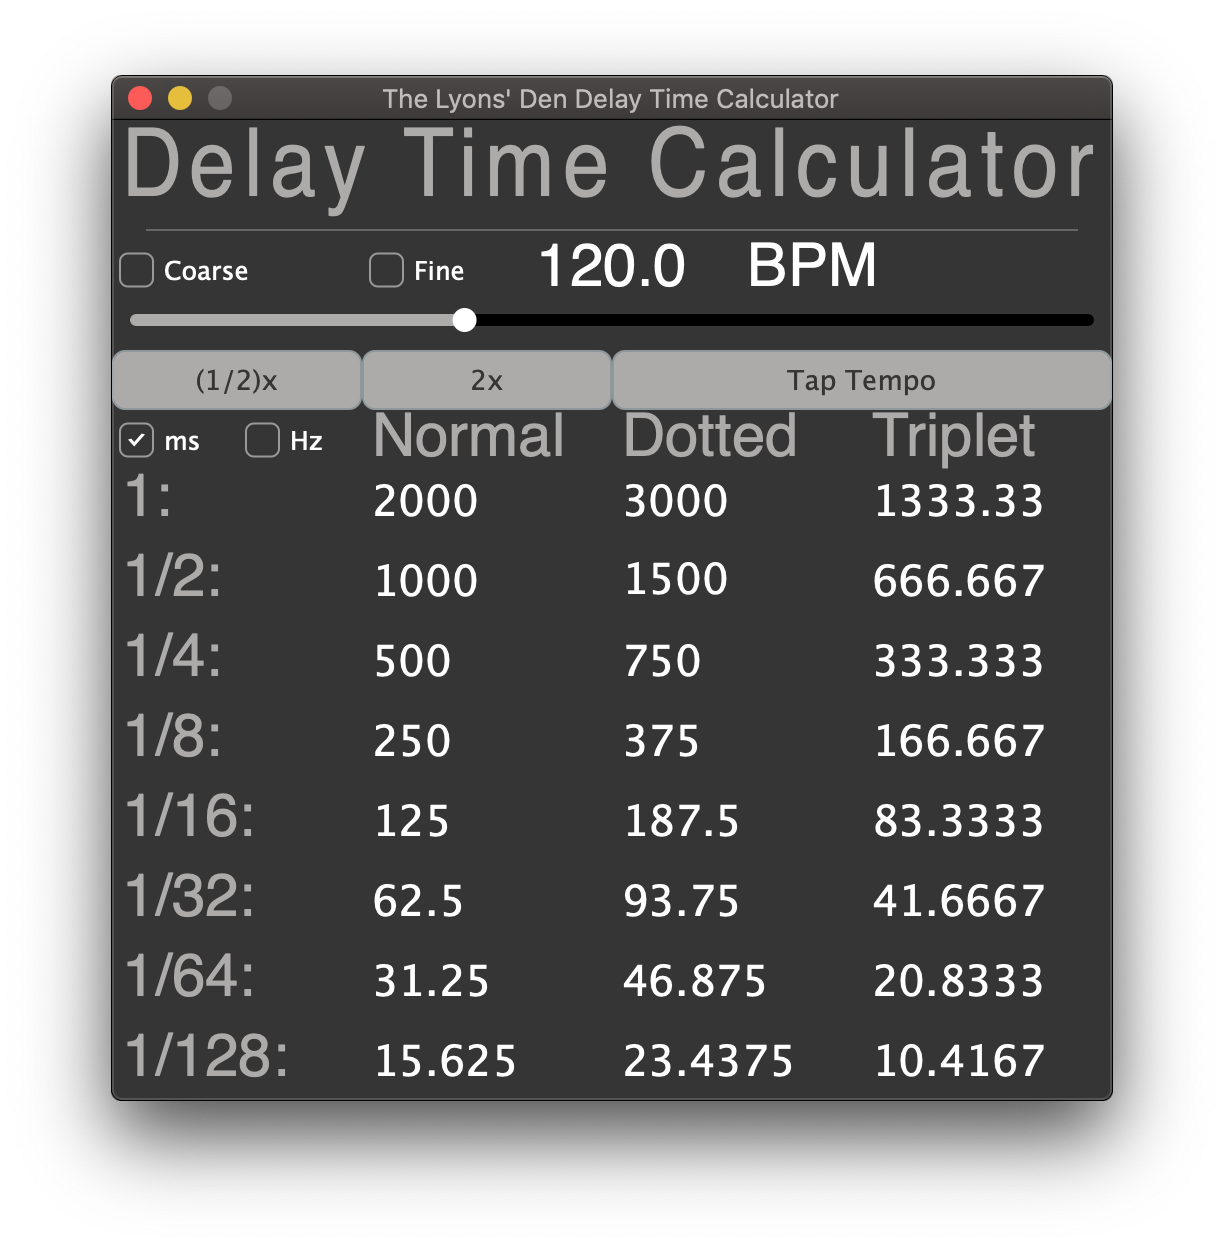 The Lyons' Den Delay Time Calculator
Delay Time Calculator
Coarse Fine 120.0 BPM
(1/2)x 2x Tap Tempo
ms Hz Normal Dotted Triplet
1: 2000 3000 1333.33
1/2: 1000 1500 666.667
1/4: 500 750 333.333
1/8: 250 375 166.667
1/16: 125 187.5 83.3333
1/32: 62.5 93.75 41.6667
1/64: 31.25 46.875 20.8333
1/128: 15.625 23.4375 10.4167